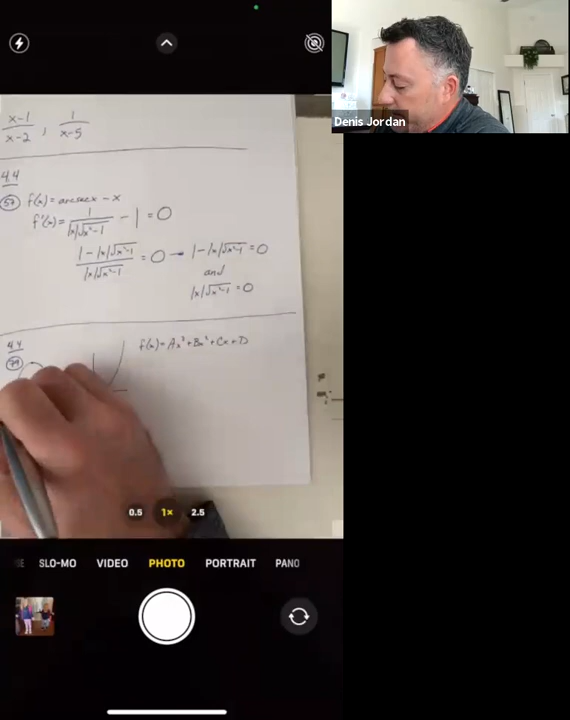 Denis Jordan
x-1/x-2 , 1/x-5
4.4
57 f(x) = arcsec x - x
f'(x) = 1/|x|√x²-1 - 1 = 0
1-|x|√x²-1/|x|√x²-1 = 0 → 1-|x|√x²-1 = 0
and
|x|√x²-1 = 0
4.4
79 f(x) = Ax³+Bx²+Cx+D
0.5 1× 2.5
SLO-MO VIDEO PHOTO PORTRAIT PANO